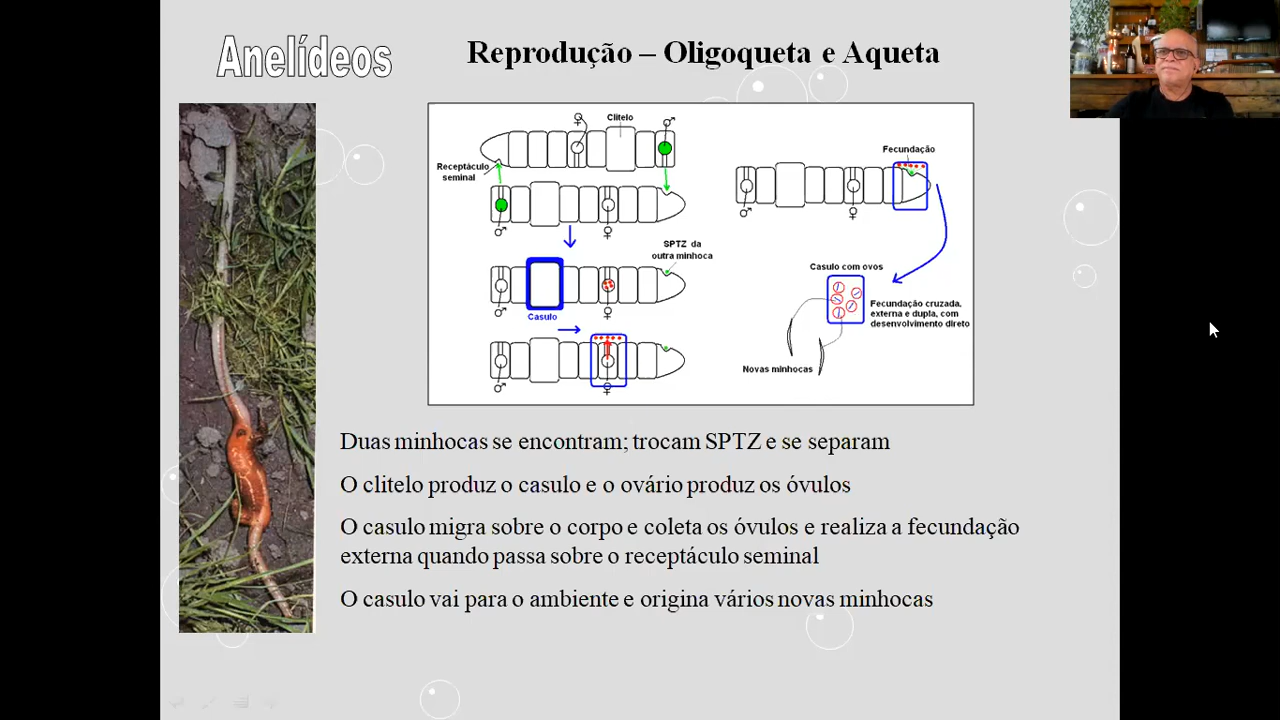 Anelídeos
Reprodução – Oligoqueta e Aqueta
Clitelo
♀
♂
Receptáculo
seminal
♂
♀
SPTZ da
outra minhoca
♂
♀
Casulo
♂
♀
Fecundação
♂
♀
Casulo com ovos
Fecundação cruzada,
externa e dupla, com
desenvolvimento direto
Novas minhocas
Duas minhocas se encontram; trocam SPTZ e se separam
O clitelo produz o casulo e o ovário produz os óvulos
O casulo migra sobre o corpo e coleta os óvulos e realiza a fecundação
externa quando passa sobre o receptáculo seminal
O casulo vai para o ambiente e origina vários novas minhocas